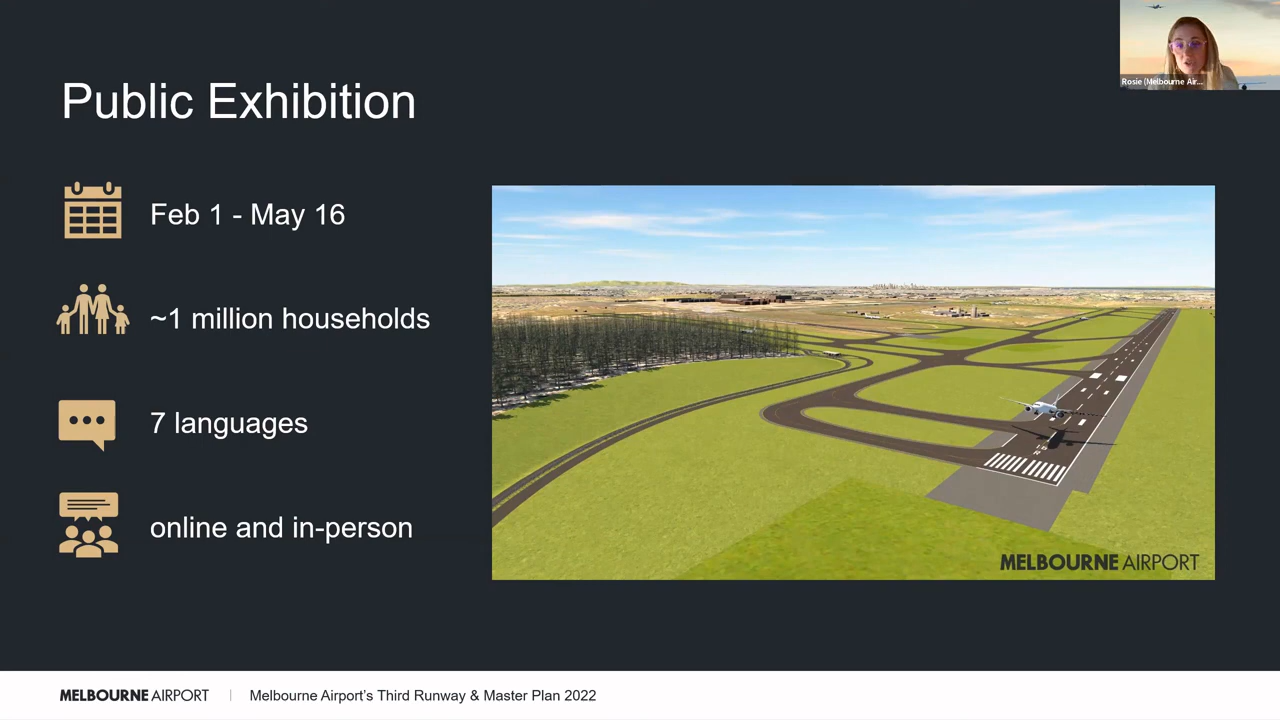 Rosie (Melbourne Air...
Public Exhibition
Feb 1 - May 16
~1 million households
7 languages
online and in-person
MELBOURNE AIRPORT
MELBOURNE AIRPORT | Melbourne Airport's Third Runway & Master Plan 2022